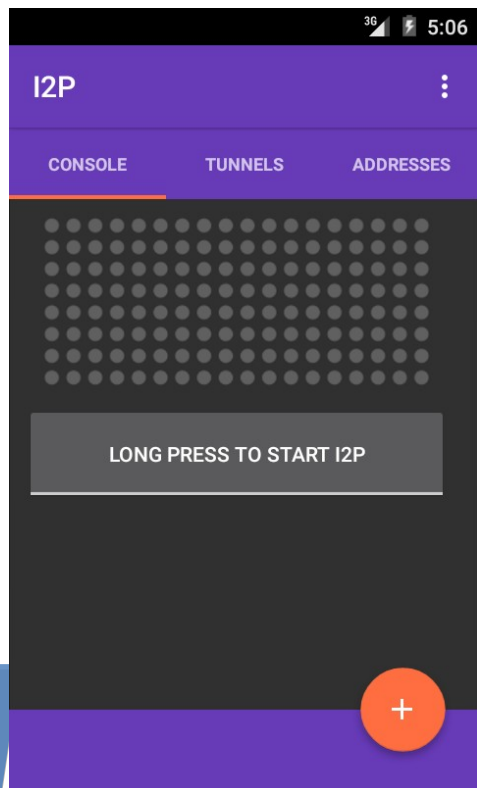 3G 5:06
I2P
CONSOLE TUNNELS ADDRESSES
LONG PRESS TO START I2P
+